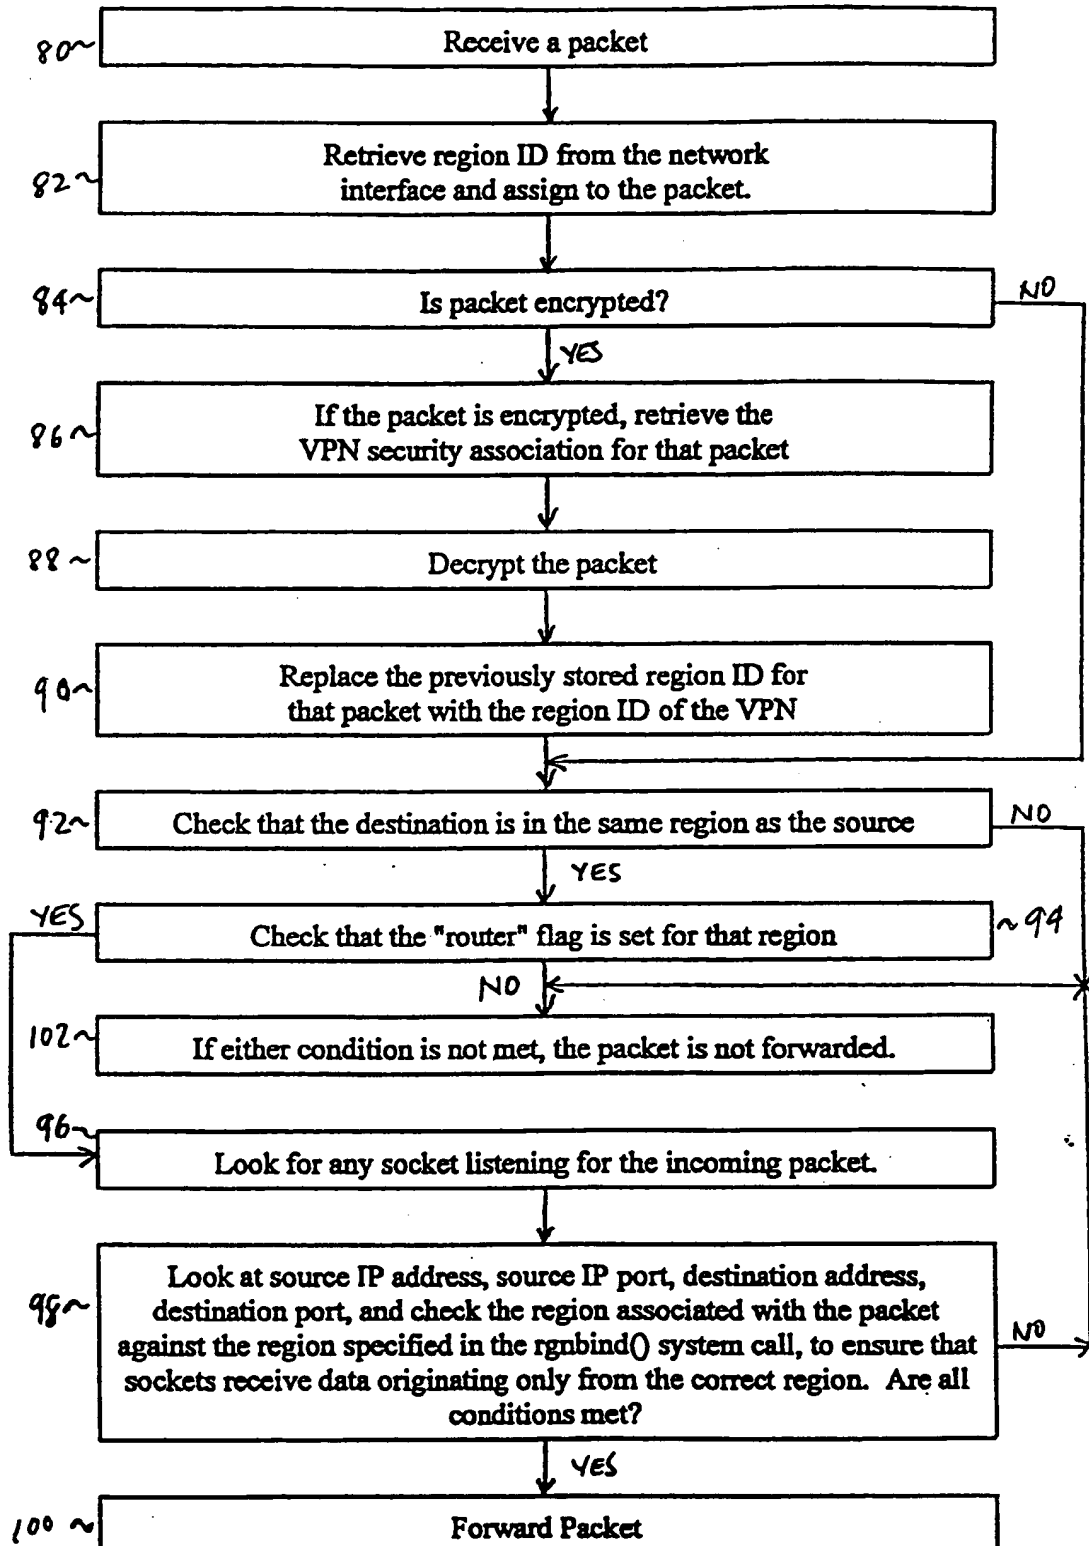 80~
Receive a packet
82~
Retrieve region ID from the network
interface and assign to the packet.
84~
Is packet encrypted?
NO
YES
86~
If the packet is encrypted, retrieve the
VPN security association for that packet
88~
Decrypt the packet
90~
Replace the previously stored region ID for
that packet with the region ID of the VPN
92~
Check that the destination is in the same region as the source
NO
YES
YES
Check that the "router" flag is set for that region
~94
NO
102~
If either condition is not met, the packet is not forwarded.
96~
Look for any socket listening for the incoming packet.
98~
Look at source IP address, source IP port, destination address,
destination port, and check the region associated with the packet
against the region specified in the rgnbind() system call, to ensure that
sockets receive data originating only from the correct region. Are all
conditions met?
NO
YES
100~
Forward Packet